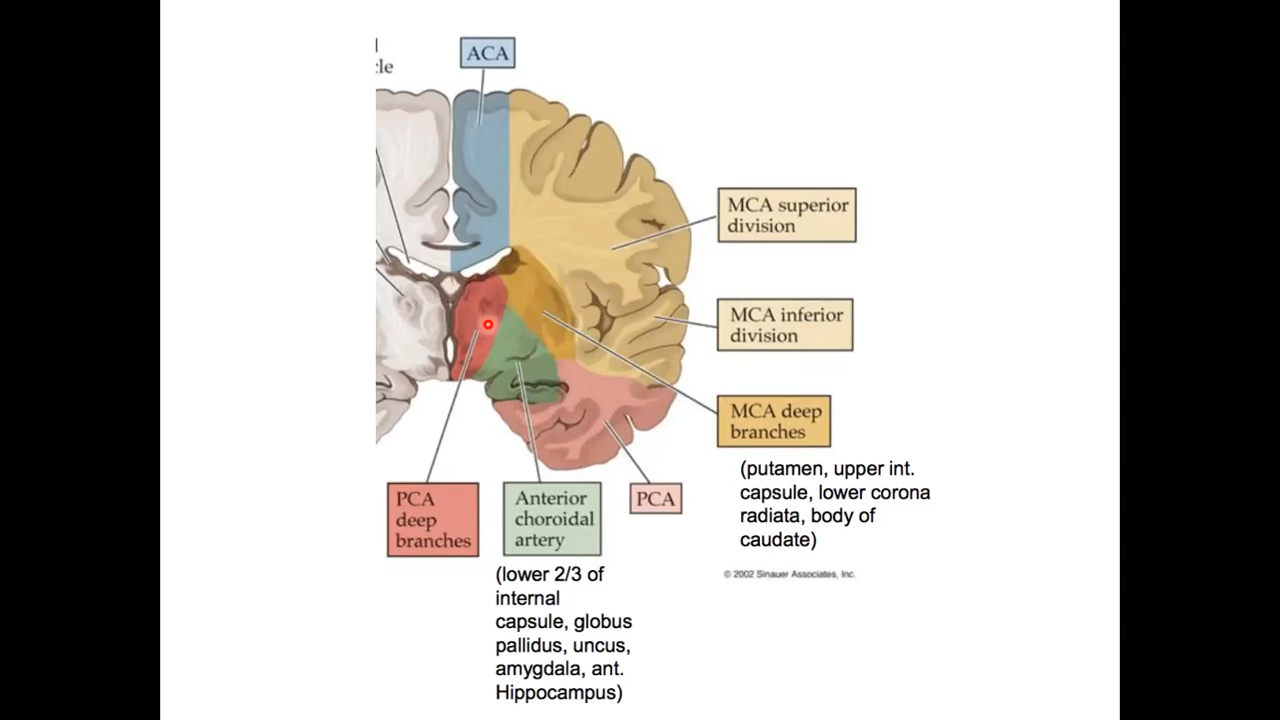 ACA
MCA superior
division
MCA inferior
division
MCA deep
branches
(putamen, upper int.
capsule, lower corona
radiata, body of
caudate)
PCA
deep
branches
Anterior
choroidal
artery
PCA
(lower 2/3 of
internal
capsule, globus
pallidus, uncus,
amygdala, ant.
Hippocampus)
© 2002 Sinauer Associates, Inc.